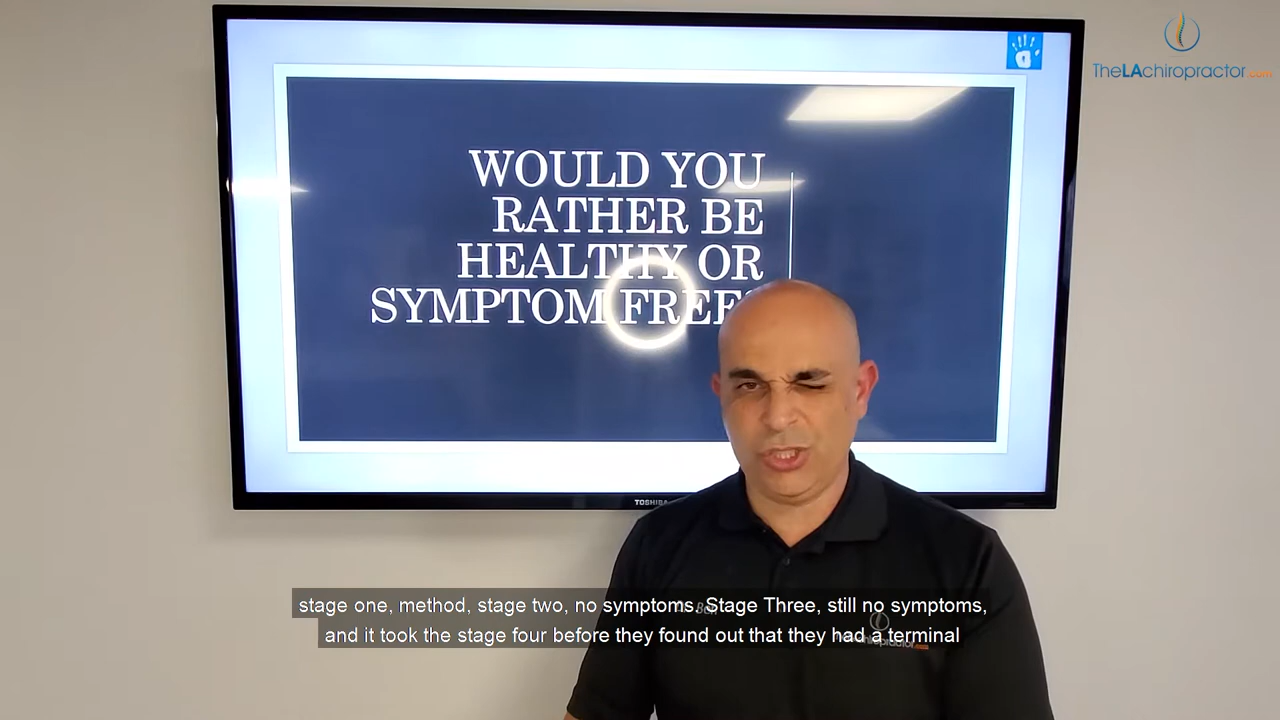 TheLAchiropractor.com
WOULD YOU
RATHER BE
HEALTHY OR
SYMPTOM FREE?
TOSHIBA
stage one, method, stage two, no symptoms. Stage Three, still no symptoms,
and it took the stage four before they found out that they had a terminal